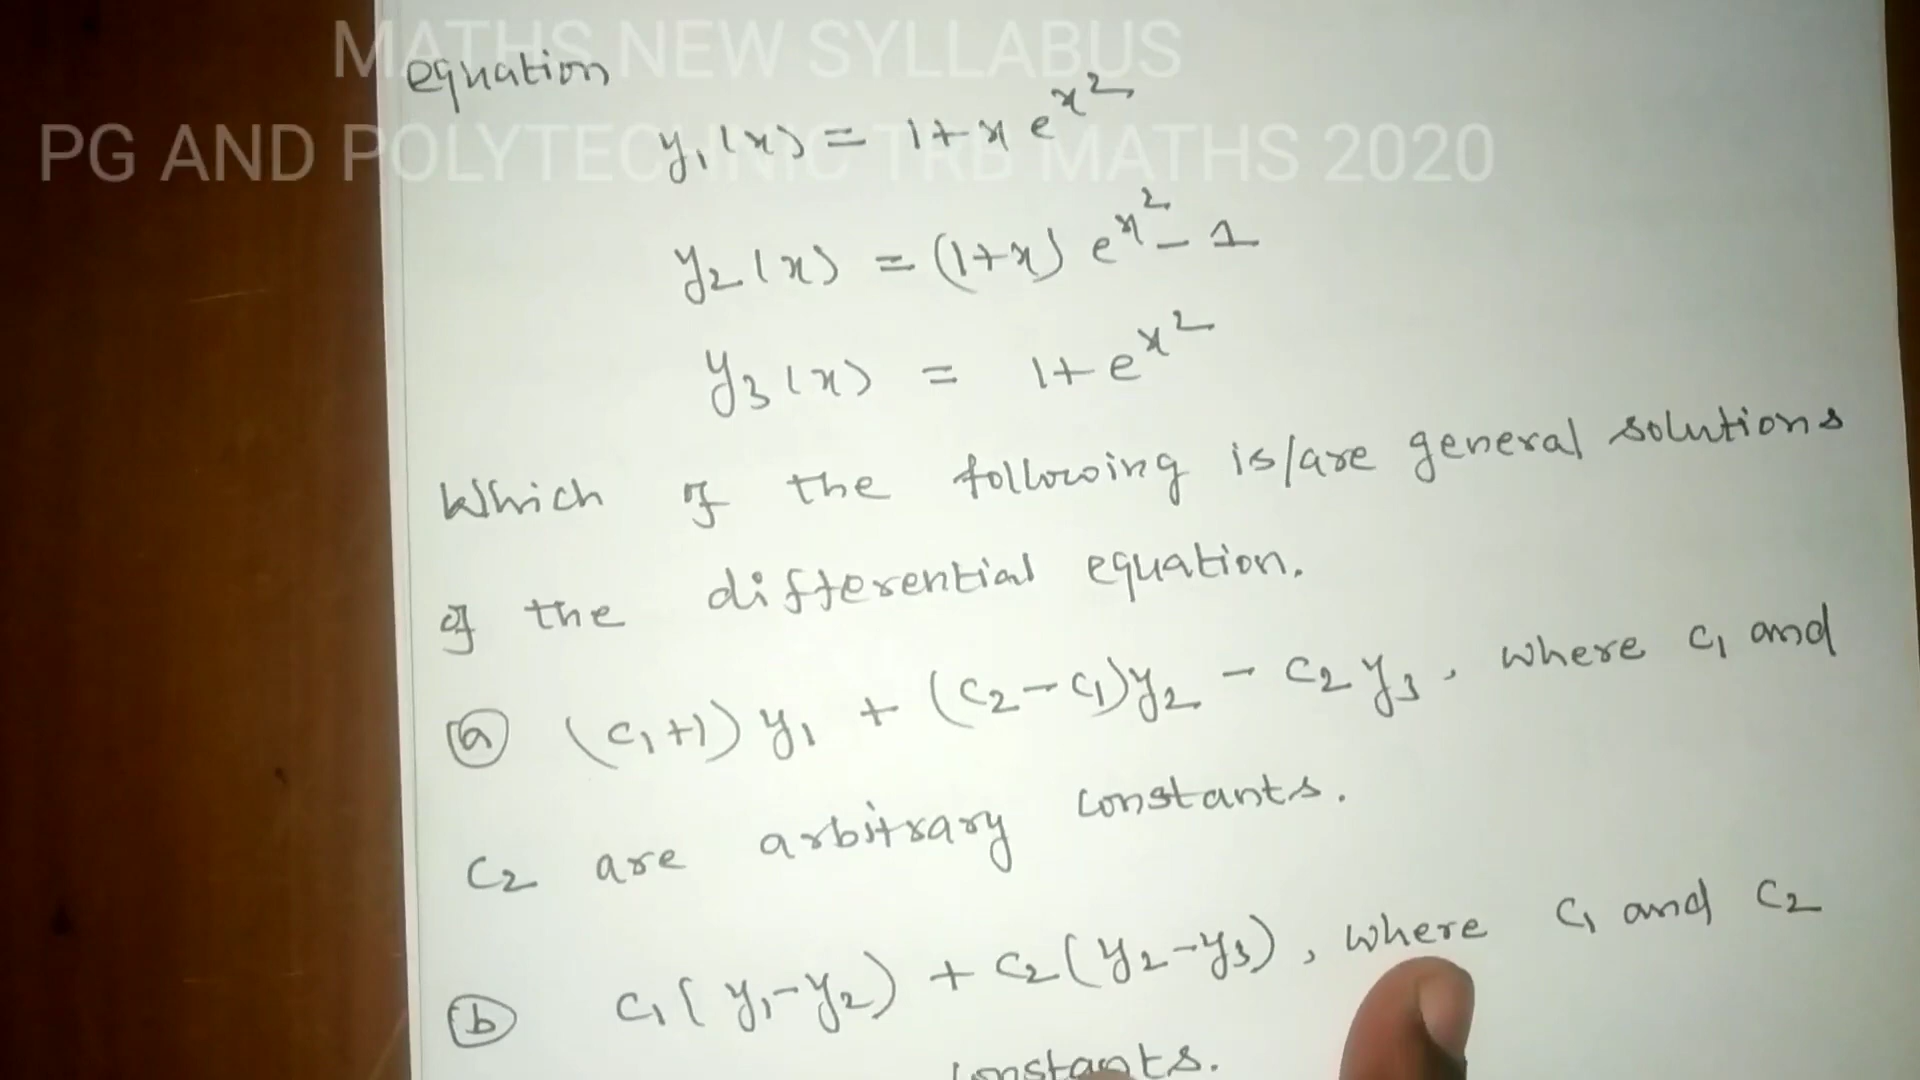 MATHS NEW SYLLABUS
equation
PG AND POLYTECHNIC TRB MATHS 2020
y₁(x) = 1+x e^{x²}
y₂(x) = (1+x) e^{x²} - 1
y₃(x) = 1+e^{x²}
Which of the following is/are general solutions
of the differential equation.
(a) (c₁+1) y₁ + (c₂-c₁)y₂ - c₂y₃, where c₁ and
c₂ are arbitrary constants.
(b) c₁(y₁-y₂) + c₂(y₂-y₃), where c₁ and c₂
constants.